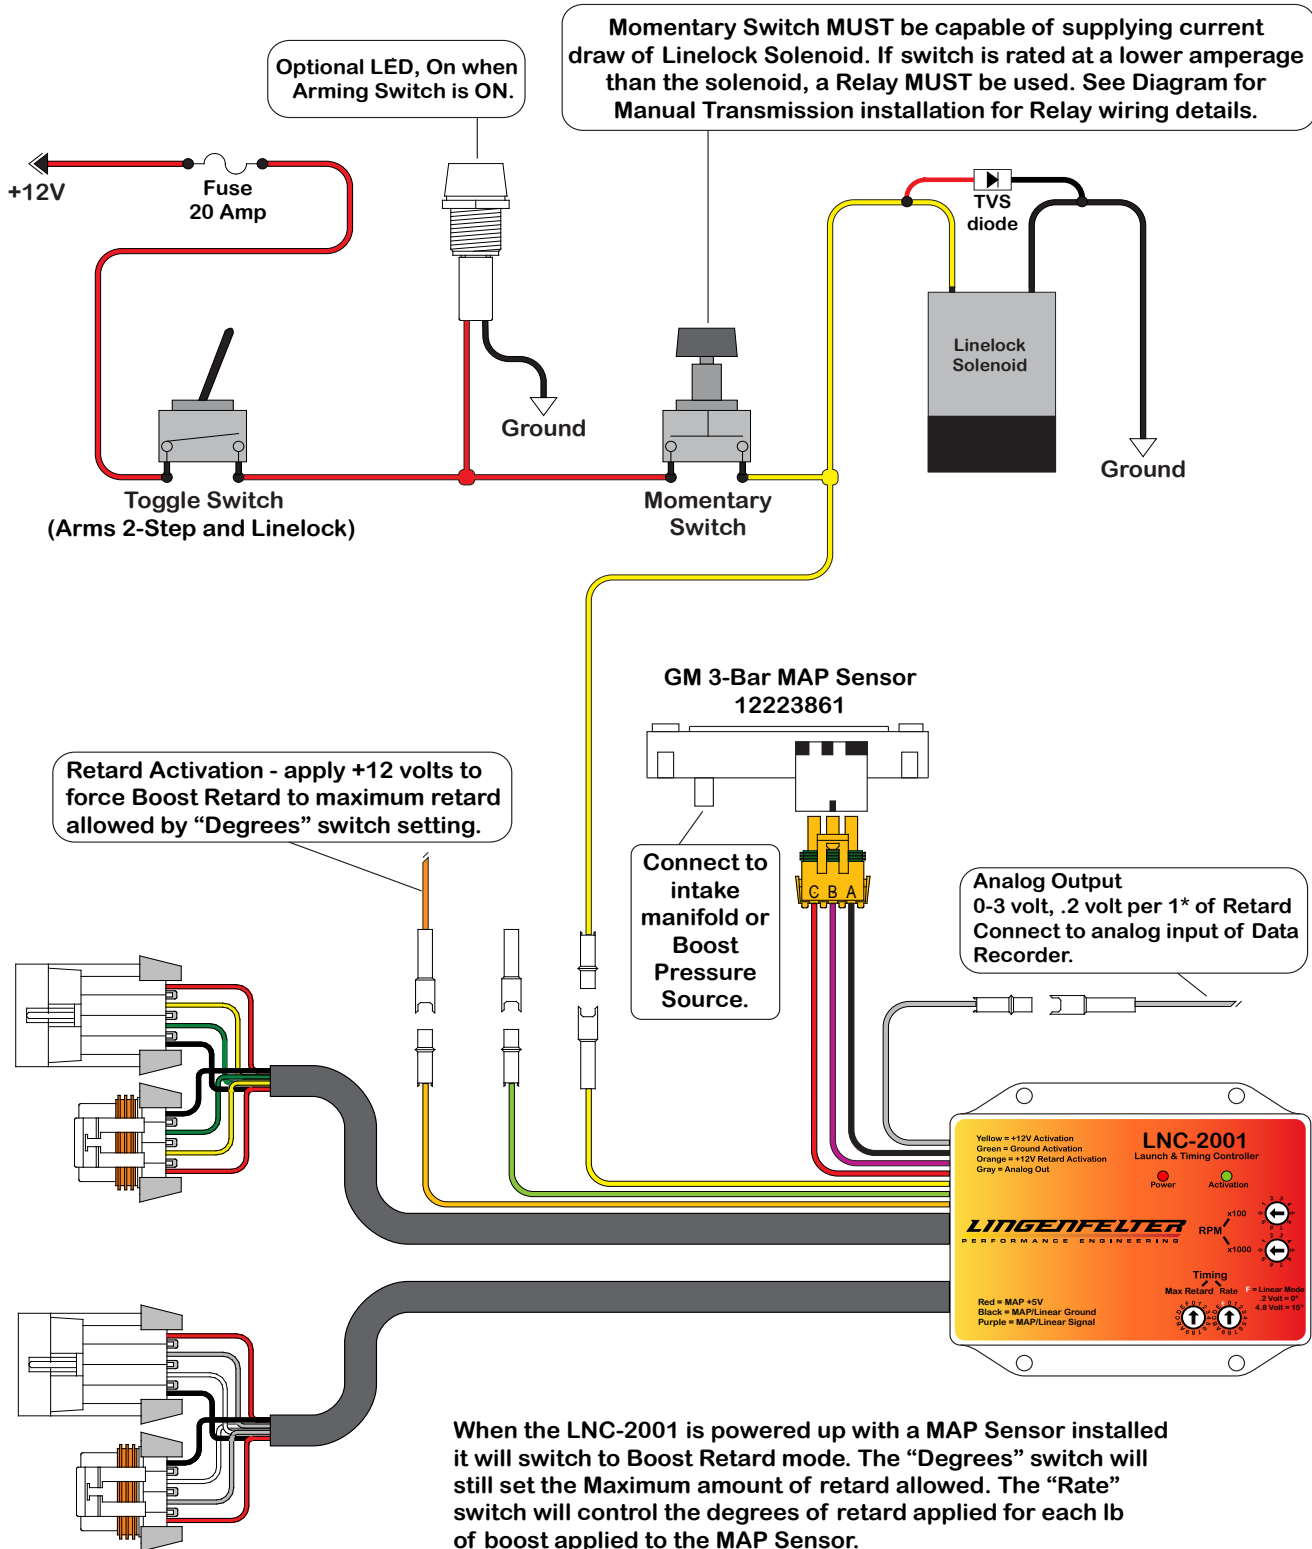 Momentary Switch MUST be capable of supplying current
draw of Linelock Solenoid. If switch is rated at a lower amperage
than the solenoid, a Relay MUST be used. See Diagram for
Manual Transmission installation for Relay wiring details.
Optional LED, On when
Arming Switch is ON.
+12V
Fuse
20 Amp
TVS
diode
Linelock
Solenoid
Ground
Ground
Toggle Switch
(Arms 2-Step and Linelock)
Momentary
Switch
GM 3-Bar MAP Sensor
12223861
Retard Activation - apply +12 volts to
force Boost Retard to maximum retard
allowed by “Degrees” switch setting.
Connect to
intake
manifold or
Boost
Pressure
Source.
C B A
Analog Output
0-3 volt, .2 volt per 1* of Retard
Connect to analog input of Data
Recorder.
Yellow = +12V Activation
Green = Ground Activation
Orange = +12V Retard Activation
Gray = Analog Out
LNC-2001
Launch & Timing Controller
Power
Activation
LINGENFELTER
PERFORMANCE ENGINEERING
RPM
x100
x1000
Timing
Max Retard
Rate
F = Linear Mode
.2 Volt = 0°
4.8 Volt = 15°
Red = MAP +5V
Black = MAP/Linear Ground
Purple = MAP/Linear Signal
When the LNC-2001 is powered up with a MAP Sensor installed
it will switch to Boost Retard mode. The “Degrees” switch will
still set the Maximum amount of retard allowed. The “Rate”
switch will control the degrees of retard applied for each lb
of boost applied to the MAP Sensor.